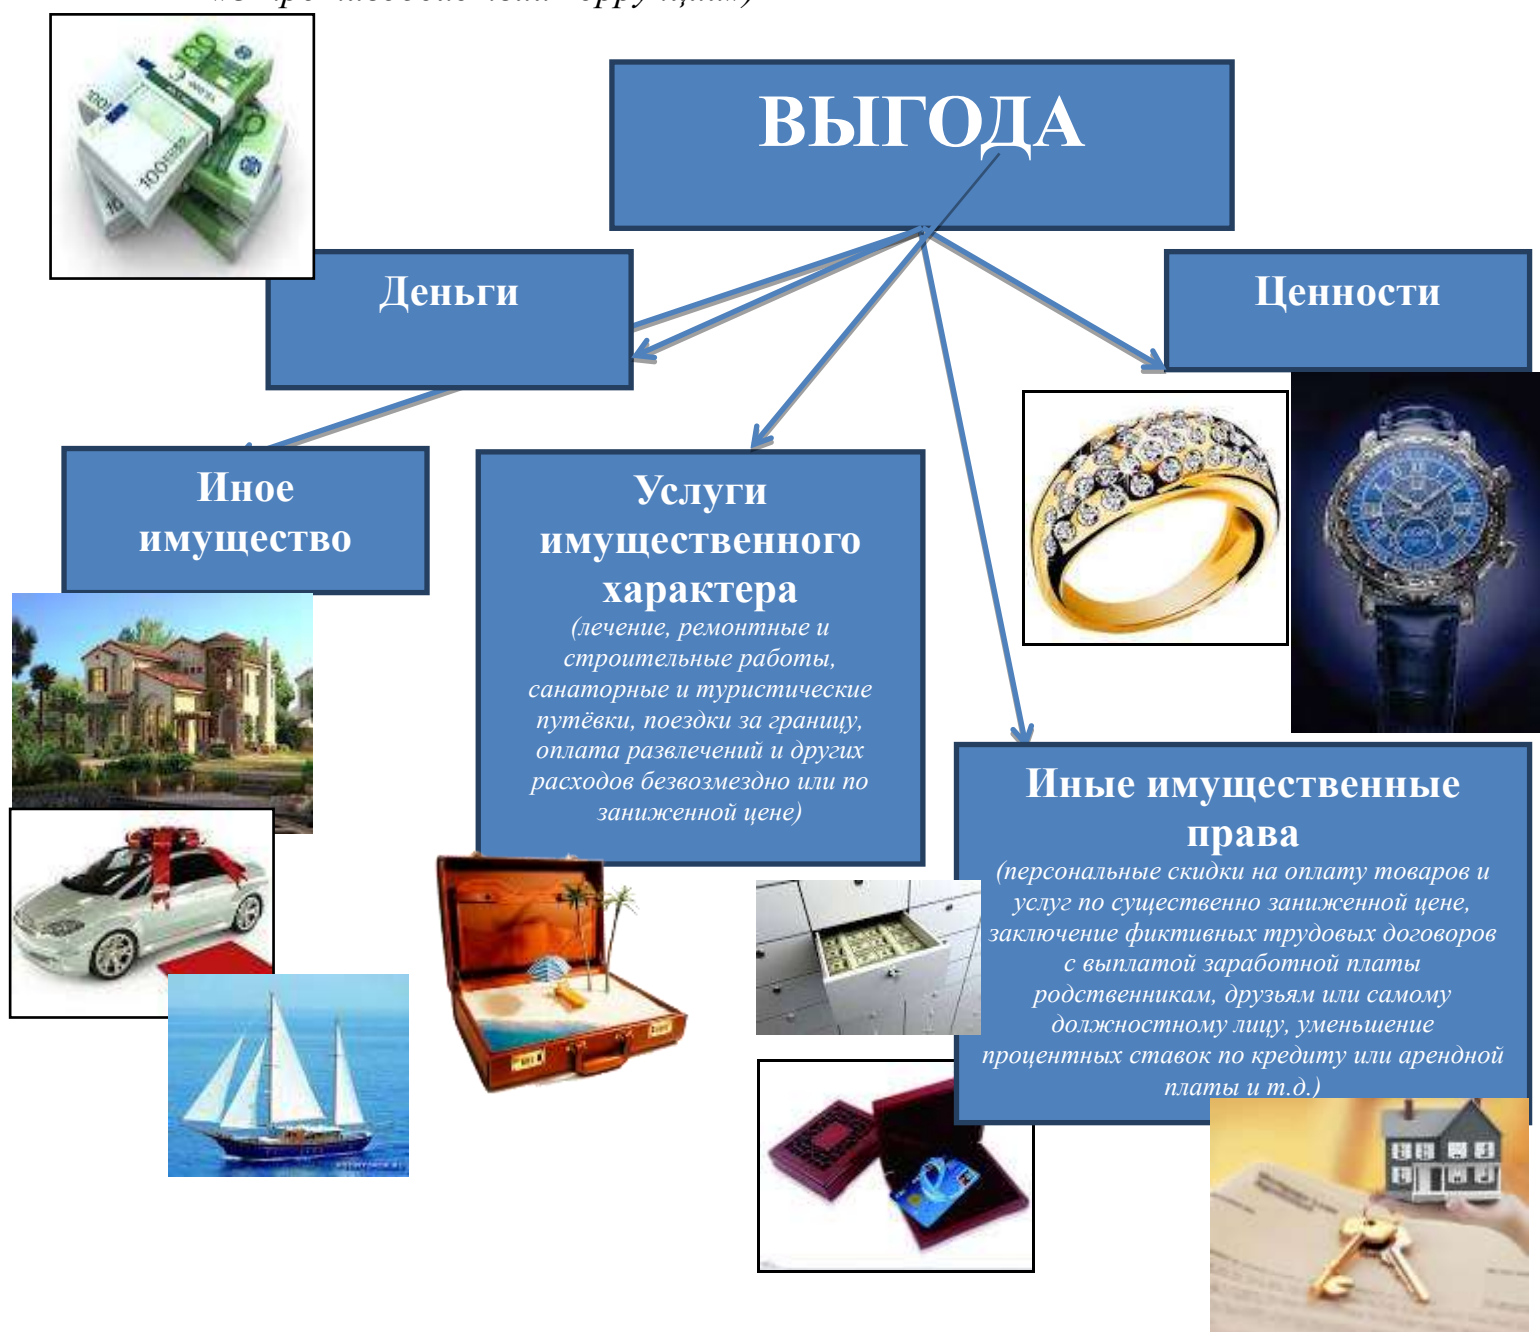 ВЫГОДА
Деньги
Ценности
Иное
имущество
Услуги
имущественного
характера
(лечение, ремонтные и
строительные работы,
санаторные и туристические
путёвки, поездки за границу,
оплата развлечений и других
расходов безвозмездно или по
заниженной цене)
Иные имущественные
права
(персональные скидки на оплату товаров и
услуг по существенно заниженной цене,
заключение фиктивных трудовых договоров
с выплатой заработной платы
родственникам, друзьям или самому
должностному лицу, уменьшение
процентных ставок по кредиту или арендной
платы и т.д.)
100
100